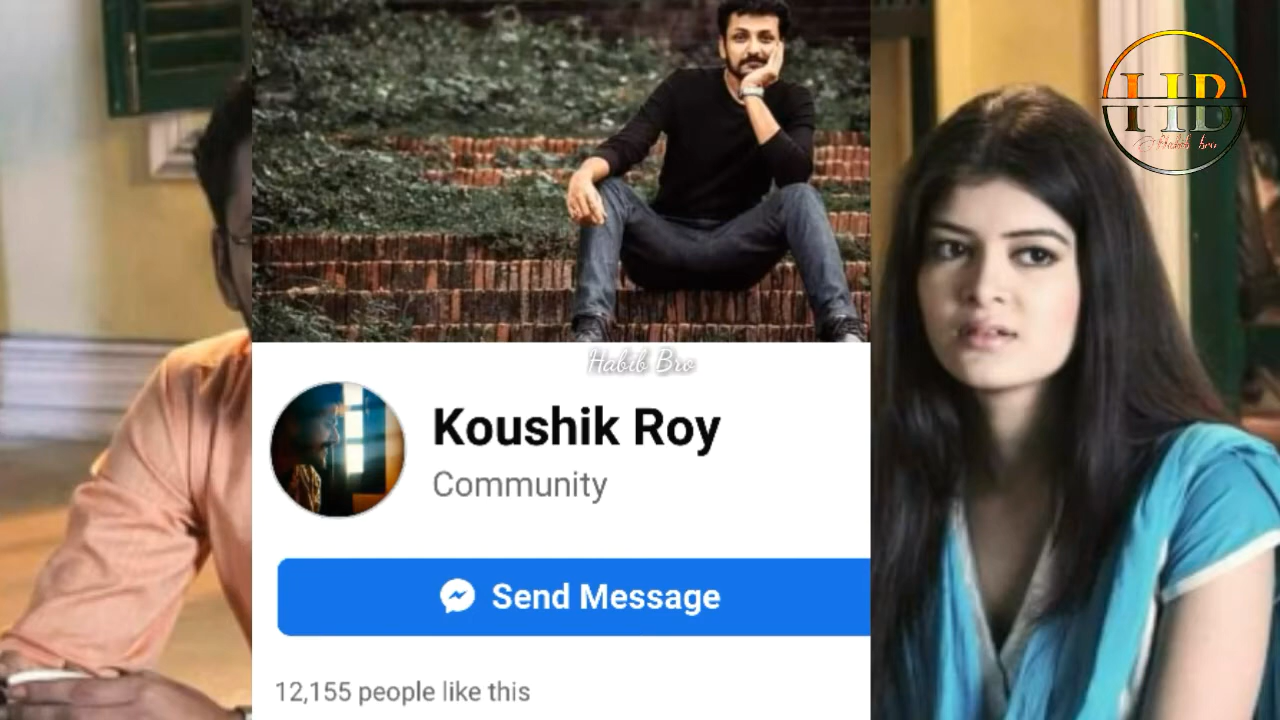 HB
Habib bro
Habib Bro
Koushik Roy
Community
Send Message
12,155 people like this